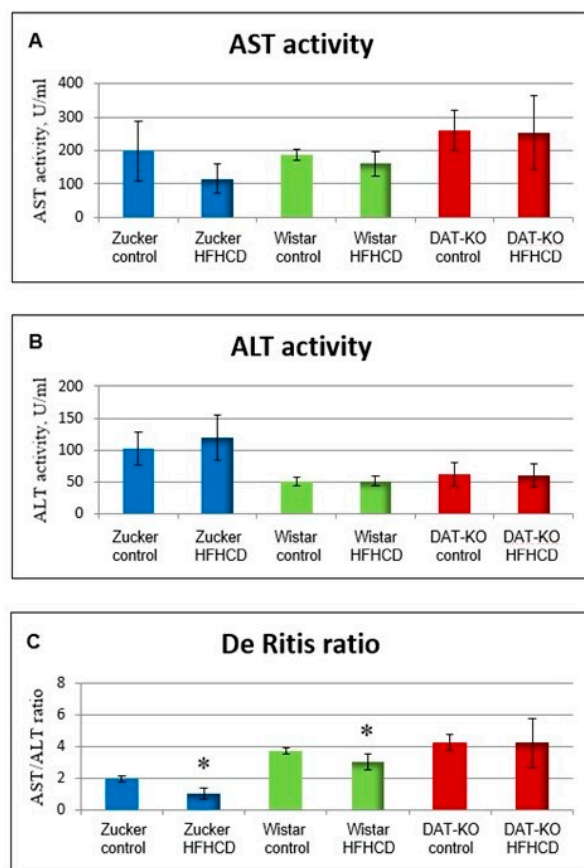 A
AST activity
AST activity, U/ml
400
300
200
100
0
Zucker control
Zucker HFHCD
Wistar control
Wistar HFHCD
DAT-KO control
DAT-KO HFHCD
B
ALT activity
ALT activity, U/ml
200
150
100
50
0
Zucker control
Zucker HFHCD
Wistar control
Wistar HFHCD
DAT-KO control
DAT-KO HFHCD
C
De Ritis ratio
AST/ALT ratio
8
6
4
2
0
*
*
Zucker control
Zucker HFHCD
Wistar control
Wistar HFHCD
DAT-KO control
DAT-KO HFHCD